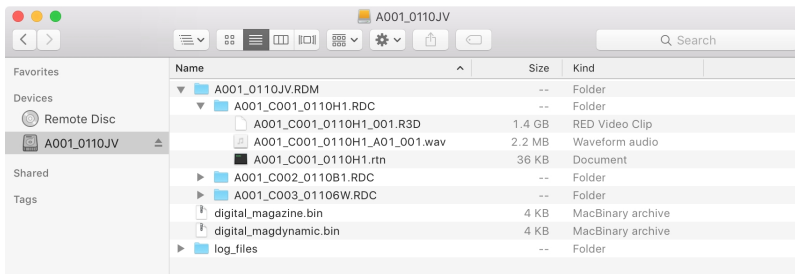 A001_0110JV
Search
Favorites
Devices
Remote Disc
A001_0110JV
Shared
Tags
Name Size Kind
A001_0110JV.RDM -- Folder
A001_C001_0110H1.RDC -- Folder
A001_C001_0110H1_001.R3D 1.4 GB RED Video Clip
A001_C001_0110H1_A01_001.wav 2.2 MB Waveform audio
A001_C001_0110H1.rtn 36 KB Document
A001_C002_0110B1.RDC -- Folder
A001_C003_01106W.RDC -- Folder
digital_magazine.bin 4 KB MacBinary archive
digital_magdynamic.bin 4 KB MacBinary archive
log_files -- Folder